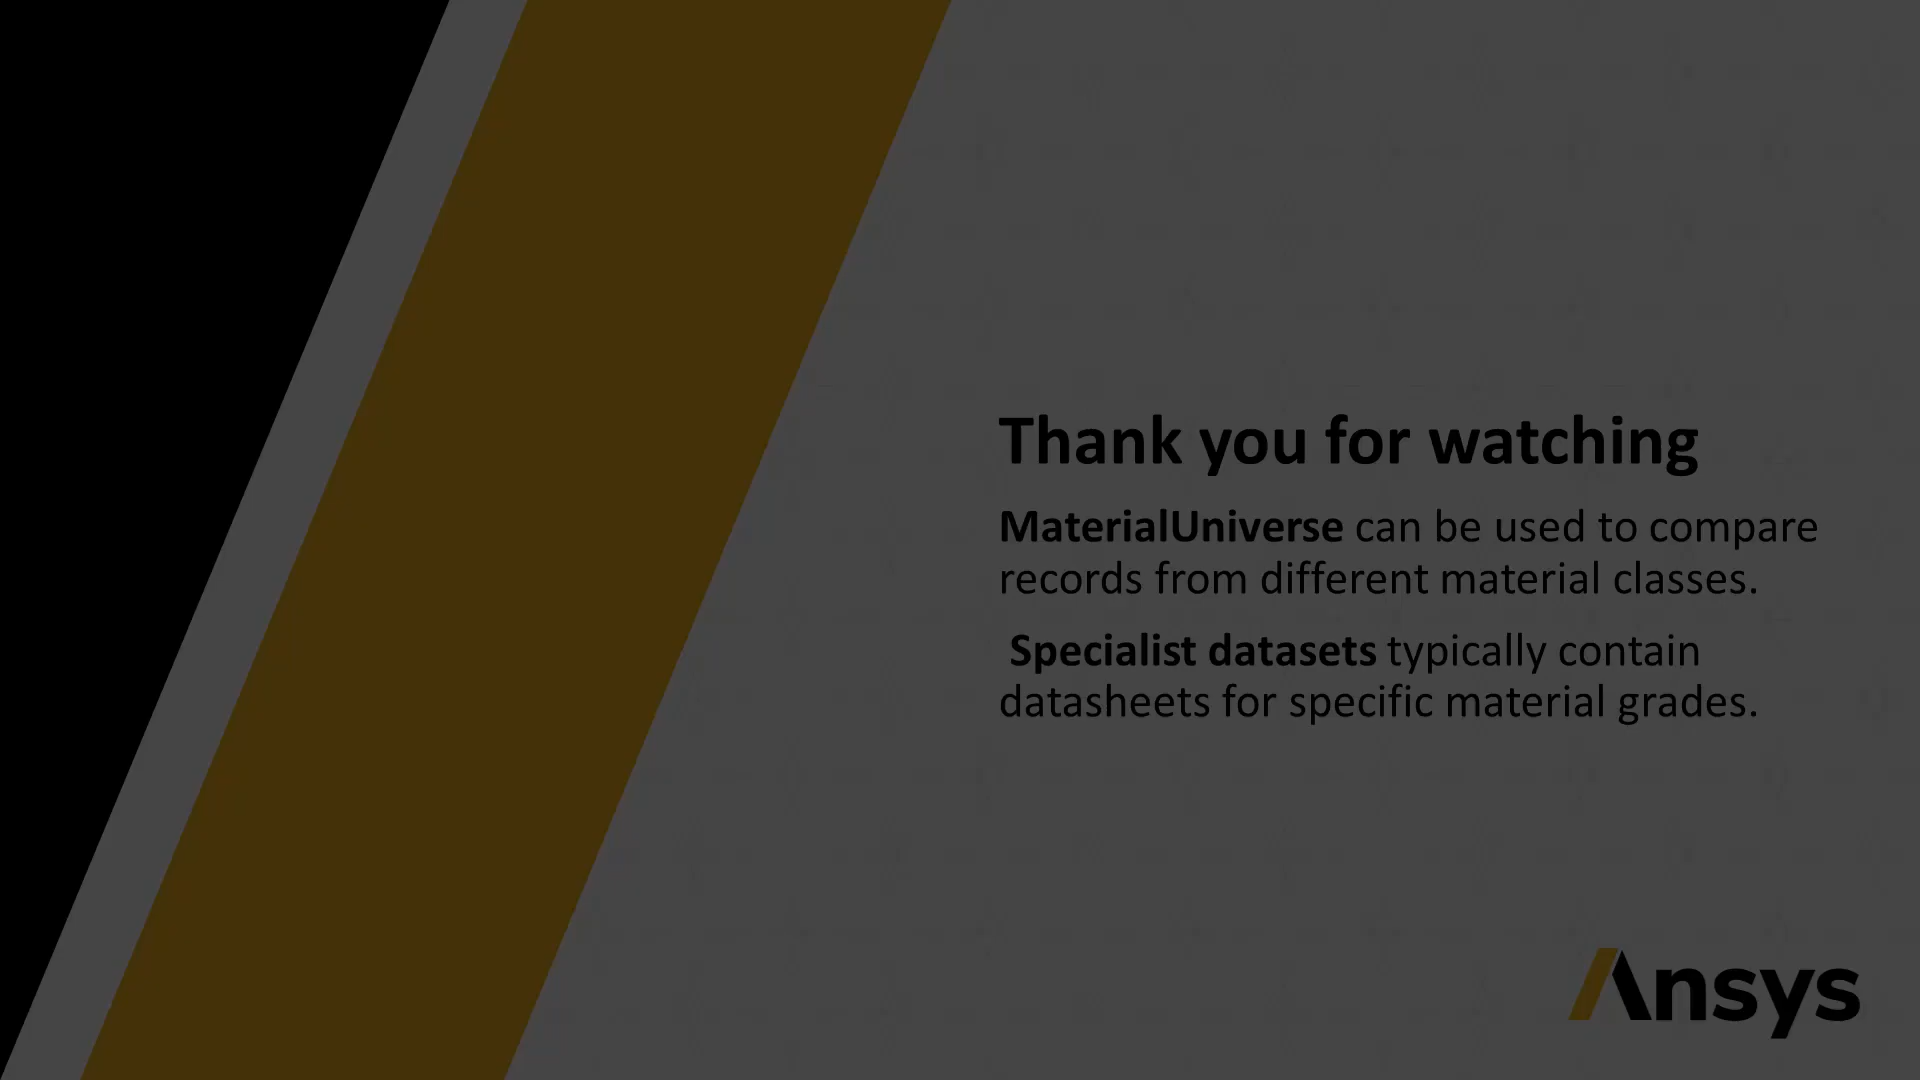 Thank you for watching
MaterialUniverse can be used to compare
records from different material classes.
Specialist datasets typically contain
datasheets for specific material grades.
Ansys